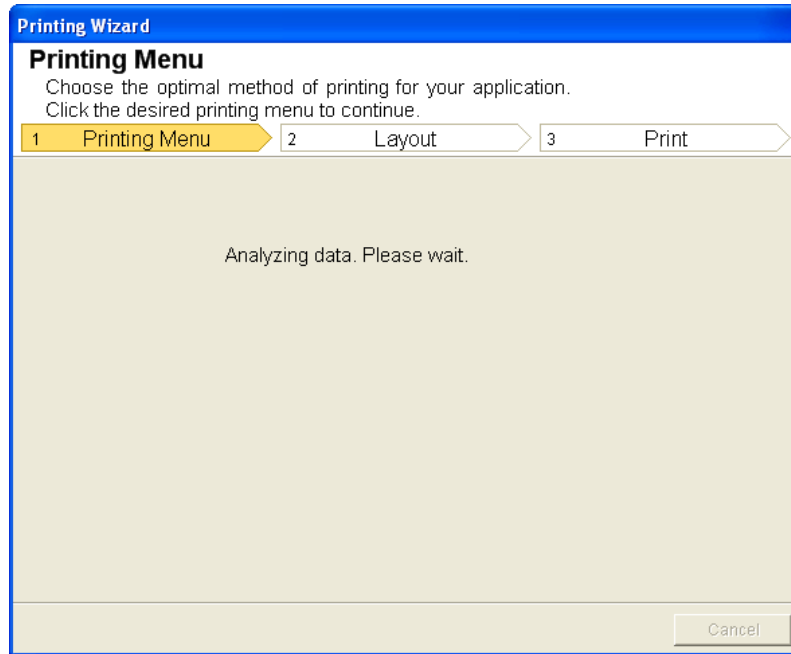 Printing Wizard
Printing Menu
Choose the optimal method of printing for your application.
Click the desired printing menu to continue.
1 Printing Menu 2 Layout 3 Print
Analyzing data. Please wait.
Cancel